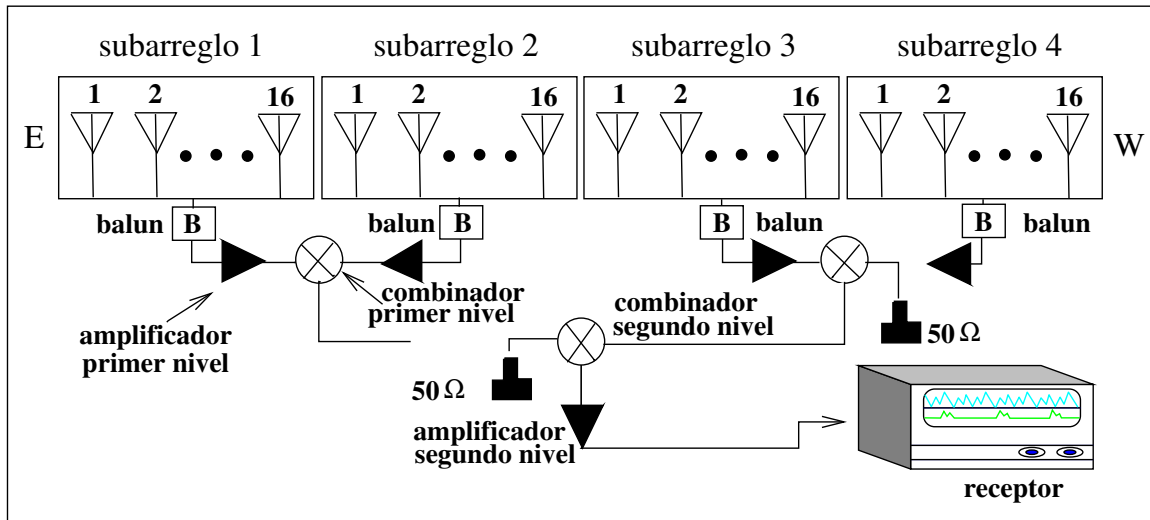 subarreglo 1
subarreglo 2
subarreglo 3
subarreglo 4
1 2 16
1 2 16
1 2 16
1 2 16
E
W
balun B
balun B
B balun
B balun
amplificador
primer nivel
combinador
primer nivel
combinador
segundo nivel
50 Ω
50 Ω
amplificador
segundo nivel
receptor